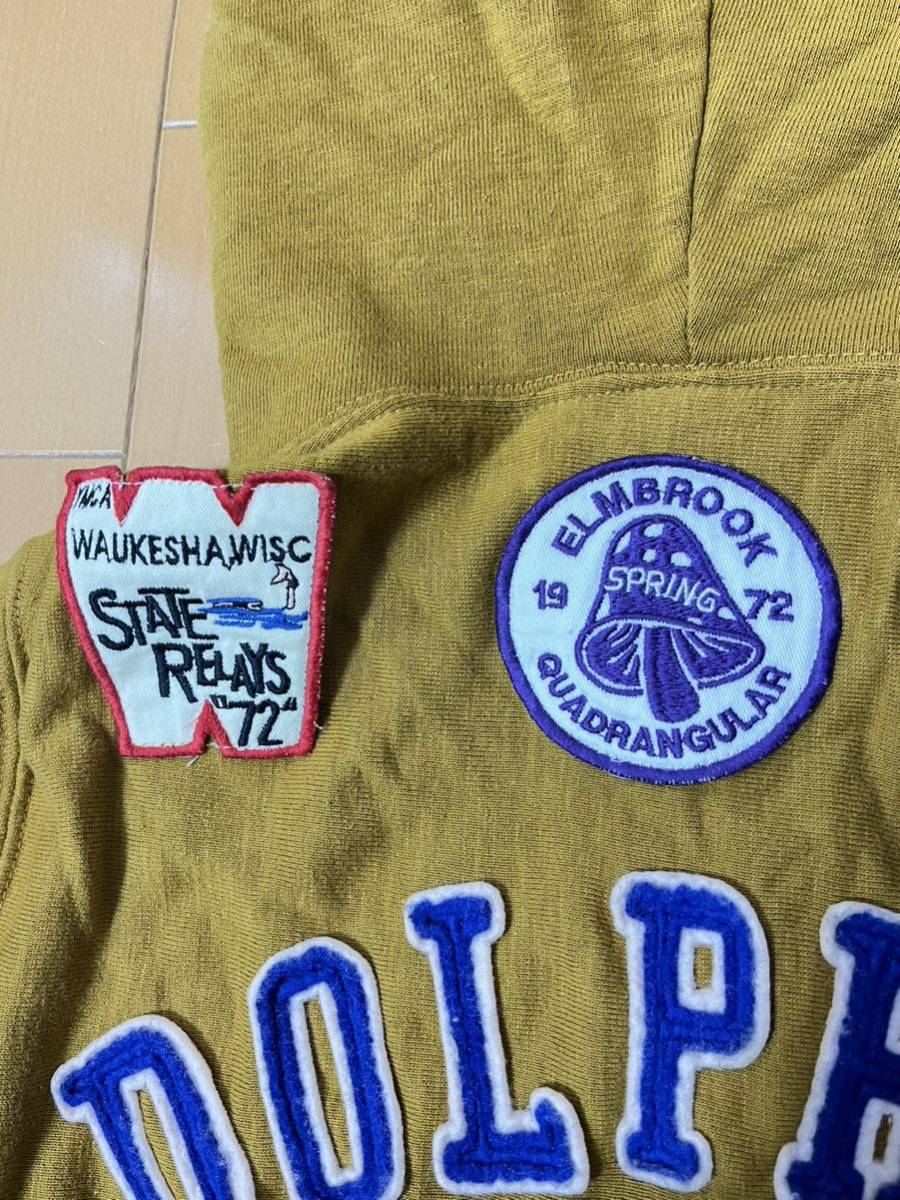 YMCA
WAUKESHA, WISC
STATE
RELAYS
"72"
ELMBROOK
SPRING
19 72
QUADRANGULAR
DOLPH